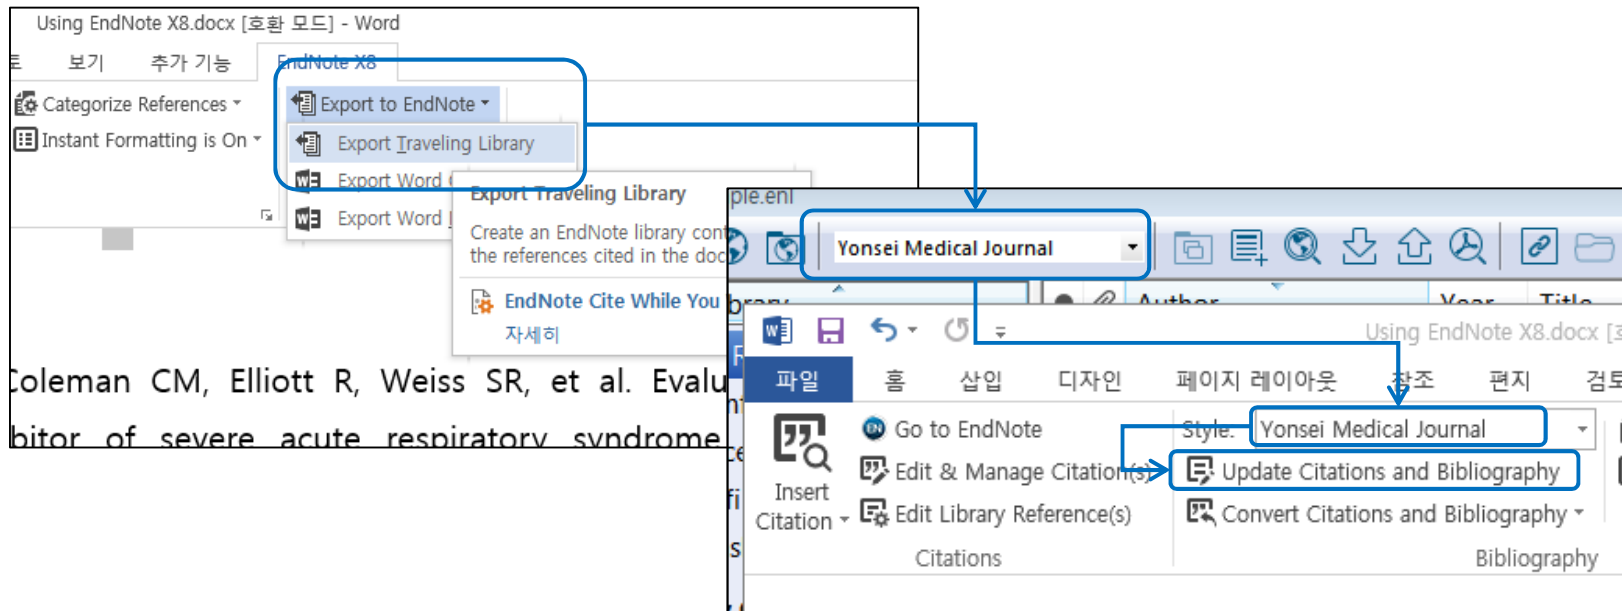 Using EndNote X8.docx [호환 모드] - Word
토 보기 추가 기능 EndNote X8
Categorize References
Export to EndNote
Instant Formatting is On
Export Traveling Library
Export Word
Export Word
Export Traveling Library
Create an EndNote library cont
the references cited in the doc
EndNote Cite While You
자세히
Coleman CM, Elliott R, Weiss SR, et al. Evalu
bitor of severe acute respiratory syndrome
ple.enl
Yonsei Medical Journal
brary Author Year Title
Using EndNote X8.docx [호
파일 홈 삽입 디자인 페이지 레이아웃 참조 편지 검토
Insert
Citation
Go to EndNote
Edit & Manage Citation(s)
Edit Library Reference(s)
Citations
Style: Yonsei Medical Journal
Update Citations and Bibliography
Convert Citations and Bibliography
Bibliography